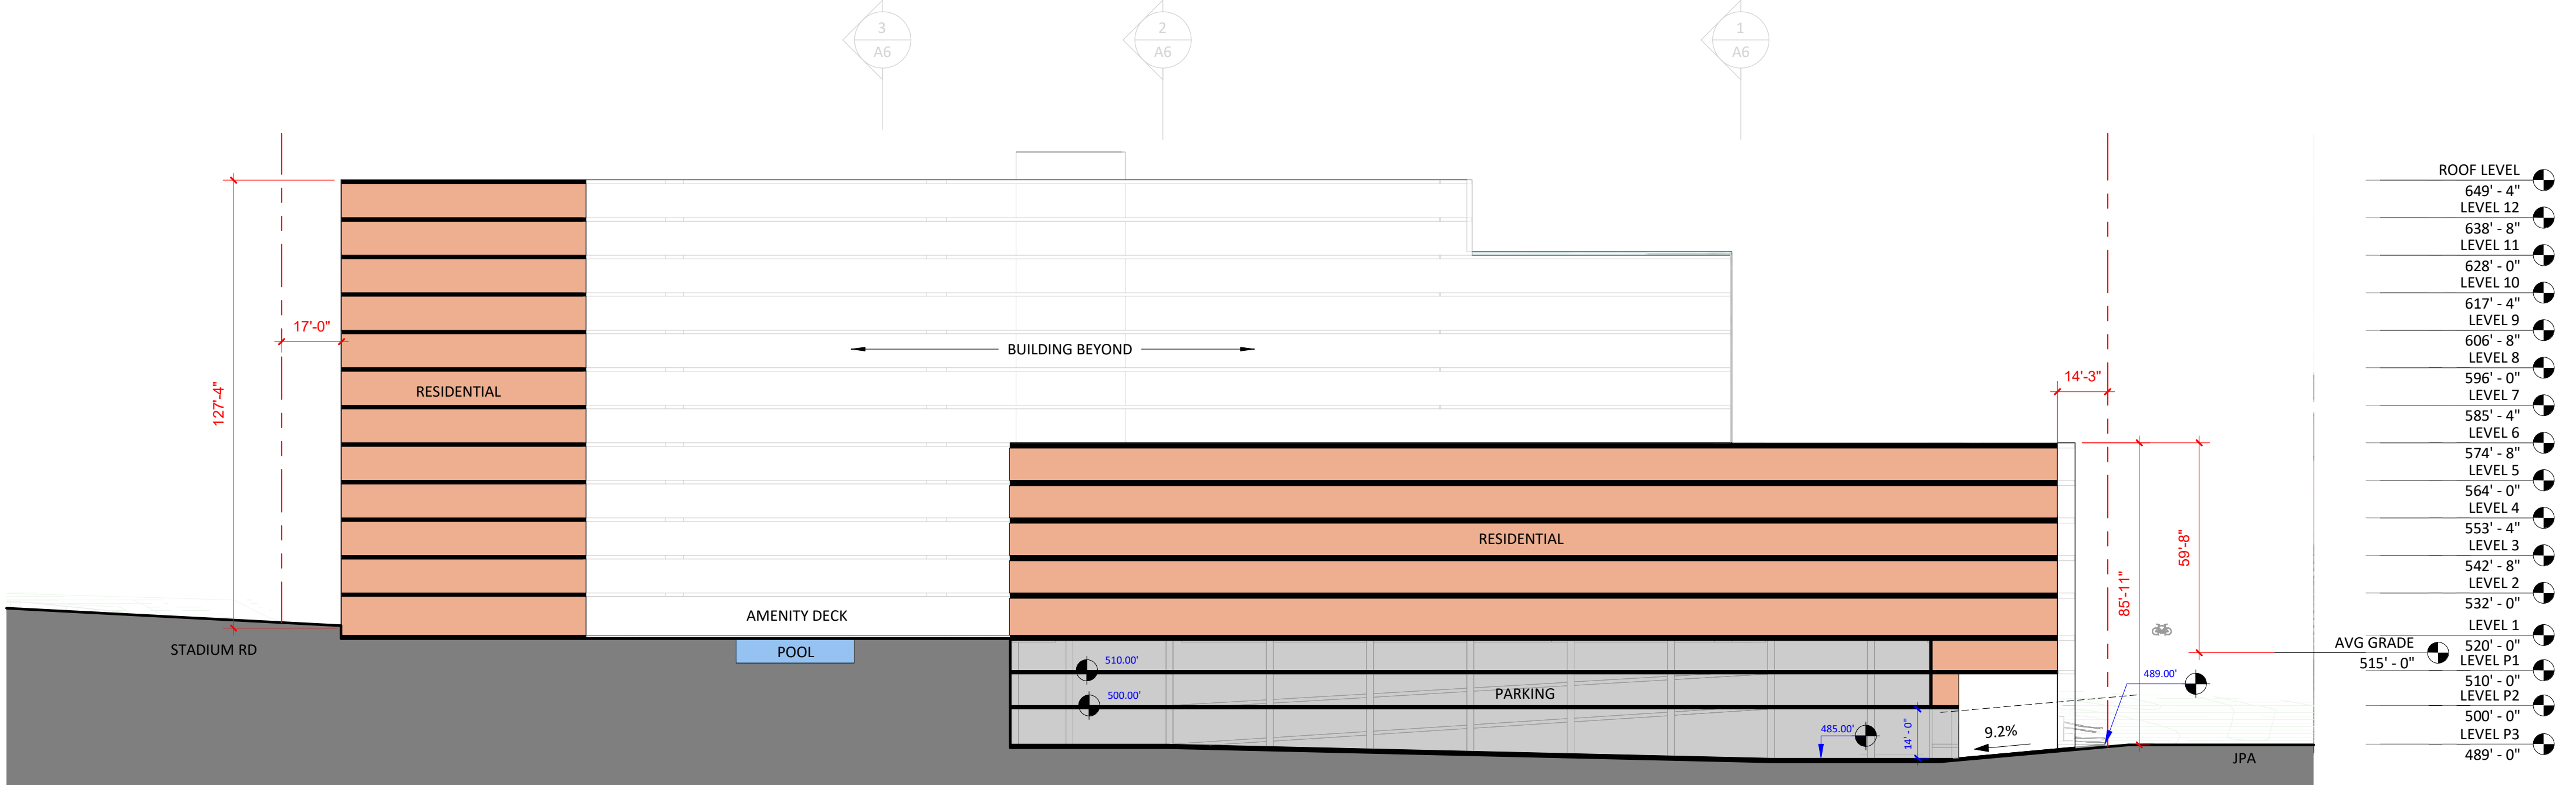 3
A6
2
A6
1
A6
ROOF LEVEL
649' - 4"
LEVEL 12
638' - 8"
LEVEL 11
628' - 0"
LEVEL 10
617' - 4"
LEVEL 9
606' - 8"
LEVEL 8
596' - 0"
LEVEL 7
585' - 4"
LEVEL 6
574' - 8"
LEVEL 5
564' - 0"
LEVEL 4
553' - 4"
LEVEL 3
542' - 8"
LEVEL 2
532' - 0"
LEVEL 1
520' - 0"
AVG GRADE
515' - 0"
LEVEL P1
510' - 0"
LEVEL P2
500' - 0"
LEVEL P3
489' - 0"
17'-0"
127'-4"
BUILDING BEYOND
RESIDENTIAL
14'-3"
RESIDENTIAL
59'-8"
85'-11"
AMENITY DECK
STADIUM RD
POOL
510.00'
500.00'
PARKING
489.00'
485.00'
14' - 0"
9.2%
JPA